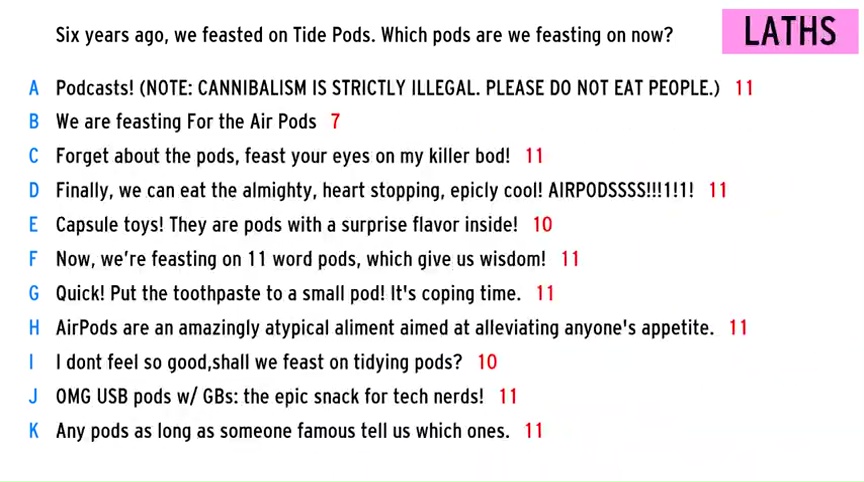 Six years ago, we feasted on Tide Pods. Which pods are we feasting on now?
LATHS
A Podcasts! (NOTE: CANNIBALISM IS STRICTLY ILLEGAL. PLEASE DO NOT EAT PEOPLE.) 11
B We are feasting For the Air Pods 7
C Forget about the pods, feast your eyes on my killer bod! 11
D Finally, we can eat the almighty, heart stopping, epicly cool! AIRPODSSSS!!!1!1! 11
E Capsule toys! They are pods with a surprise flavor inside! 10
F Now, we're feasting on 11 word pods, which give us wisdom! 11
G Quick! Put the toothpaste to a small pod! It's coping time. 11
H AirPods are an amazingly atypical aliment aimed at alleviating anyone's appetite. 11
I I dont feel so good,shall we feast on tidying pods? 10
J OMG USB pods w/ GBs: the epic snack for tech nerds! 11
K Any pods as long as someone famous tell us which ones. 11